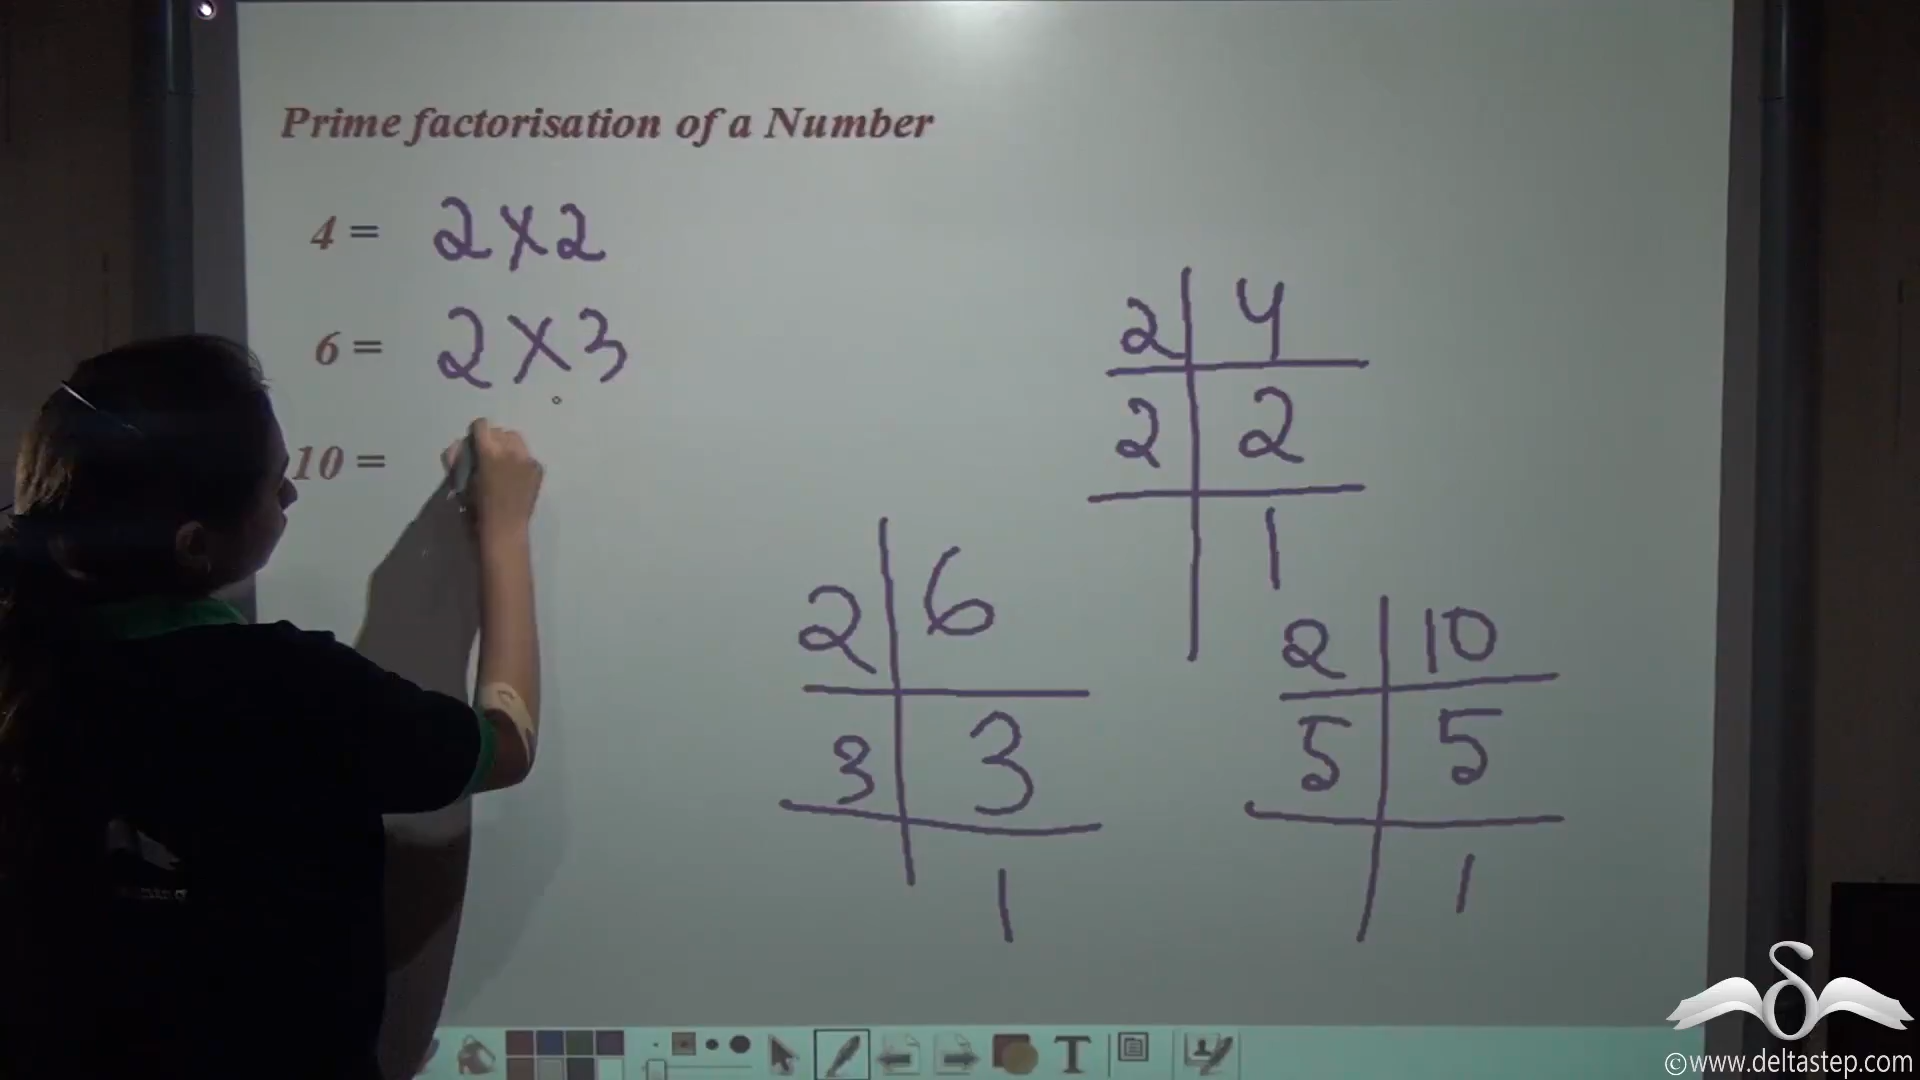 Prime factorisation of a Number
4 = 2 x 2
6 = 2 x 3
10 =
2 | 4
2 | 2
1
2 | 6
3 | 3
1
2 | 10
5 | 5
1
T
©www.deltastep.com